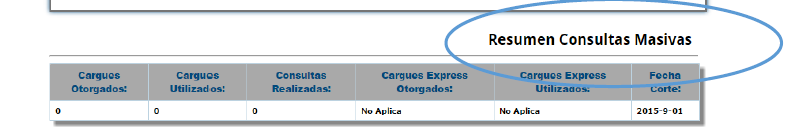 Resumen Consultas Masivas
Cargues Otorgados: Cargues Utilizados: Consultas Realizadas: Cargues Express Otorgados: Cargues Express Utilizados: Fecha Corte:
0 0 0 No Aplica No Aplica 2015-9-01